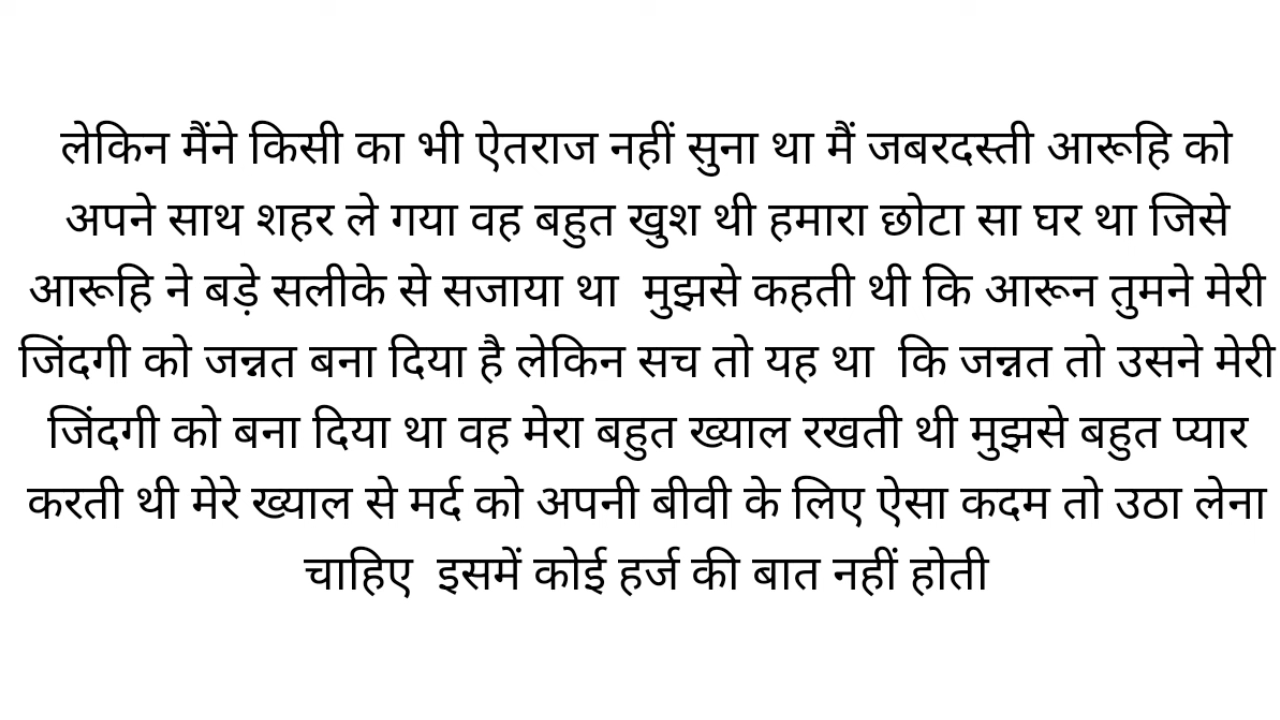 लेकिन मैंने किसी का भी ऐतराज नहीं सुना था मैं जबरदस्ती आरूहि को
अपने साथ शहर ले गया वह बहुत खुश थी हमारा छोटा सा घर था जिसे
आरूहि ने बड़े सलीके से सजाया था  मुझसे कहती थी कि आरून तुमने मेरी
जिंदगी को जन्नत बना दिया है लेकिन सच तो यह था  कि जन्नत तो उसने मेरी
जिंदगी को बना दिया था वह मेरा बहुत ख्याल रखती थी मुझसे बहुत प्यार
करती थी मेरे ख्याल से मर्द को अपनी बीवी के लिए ऐसा कदम तो उठा लेना
चाहिए  इसमें कोई हर्ज की बात नहीं होती